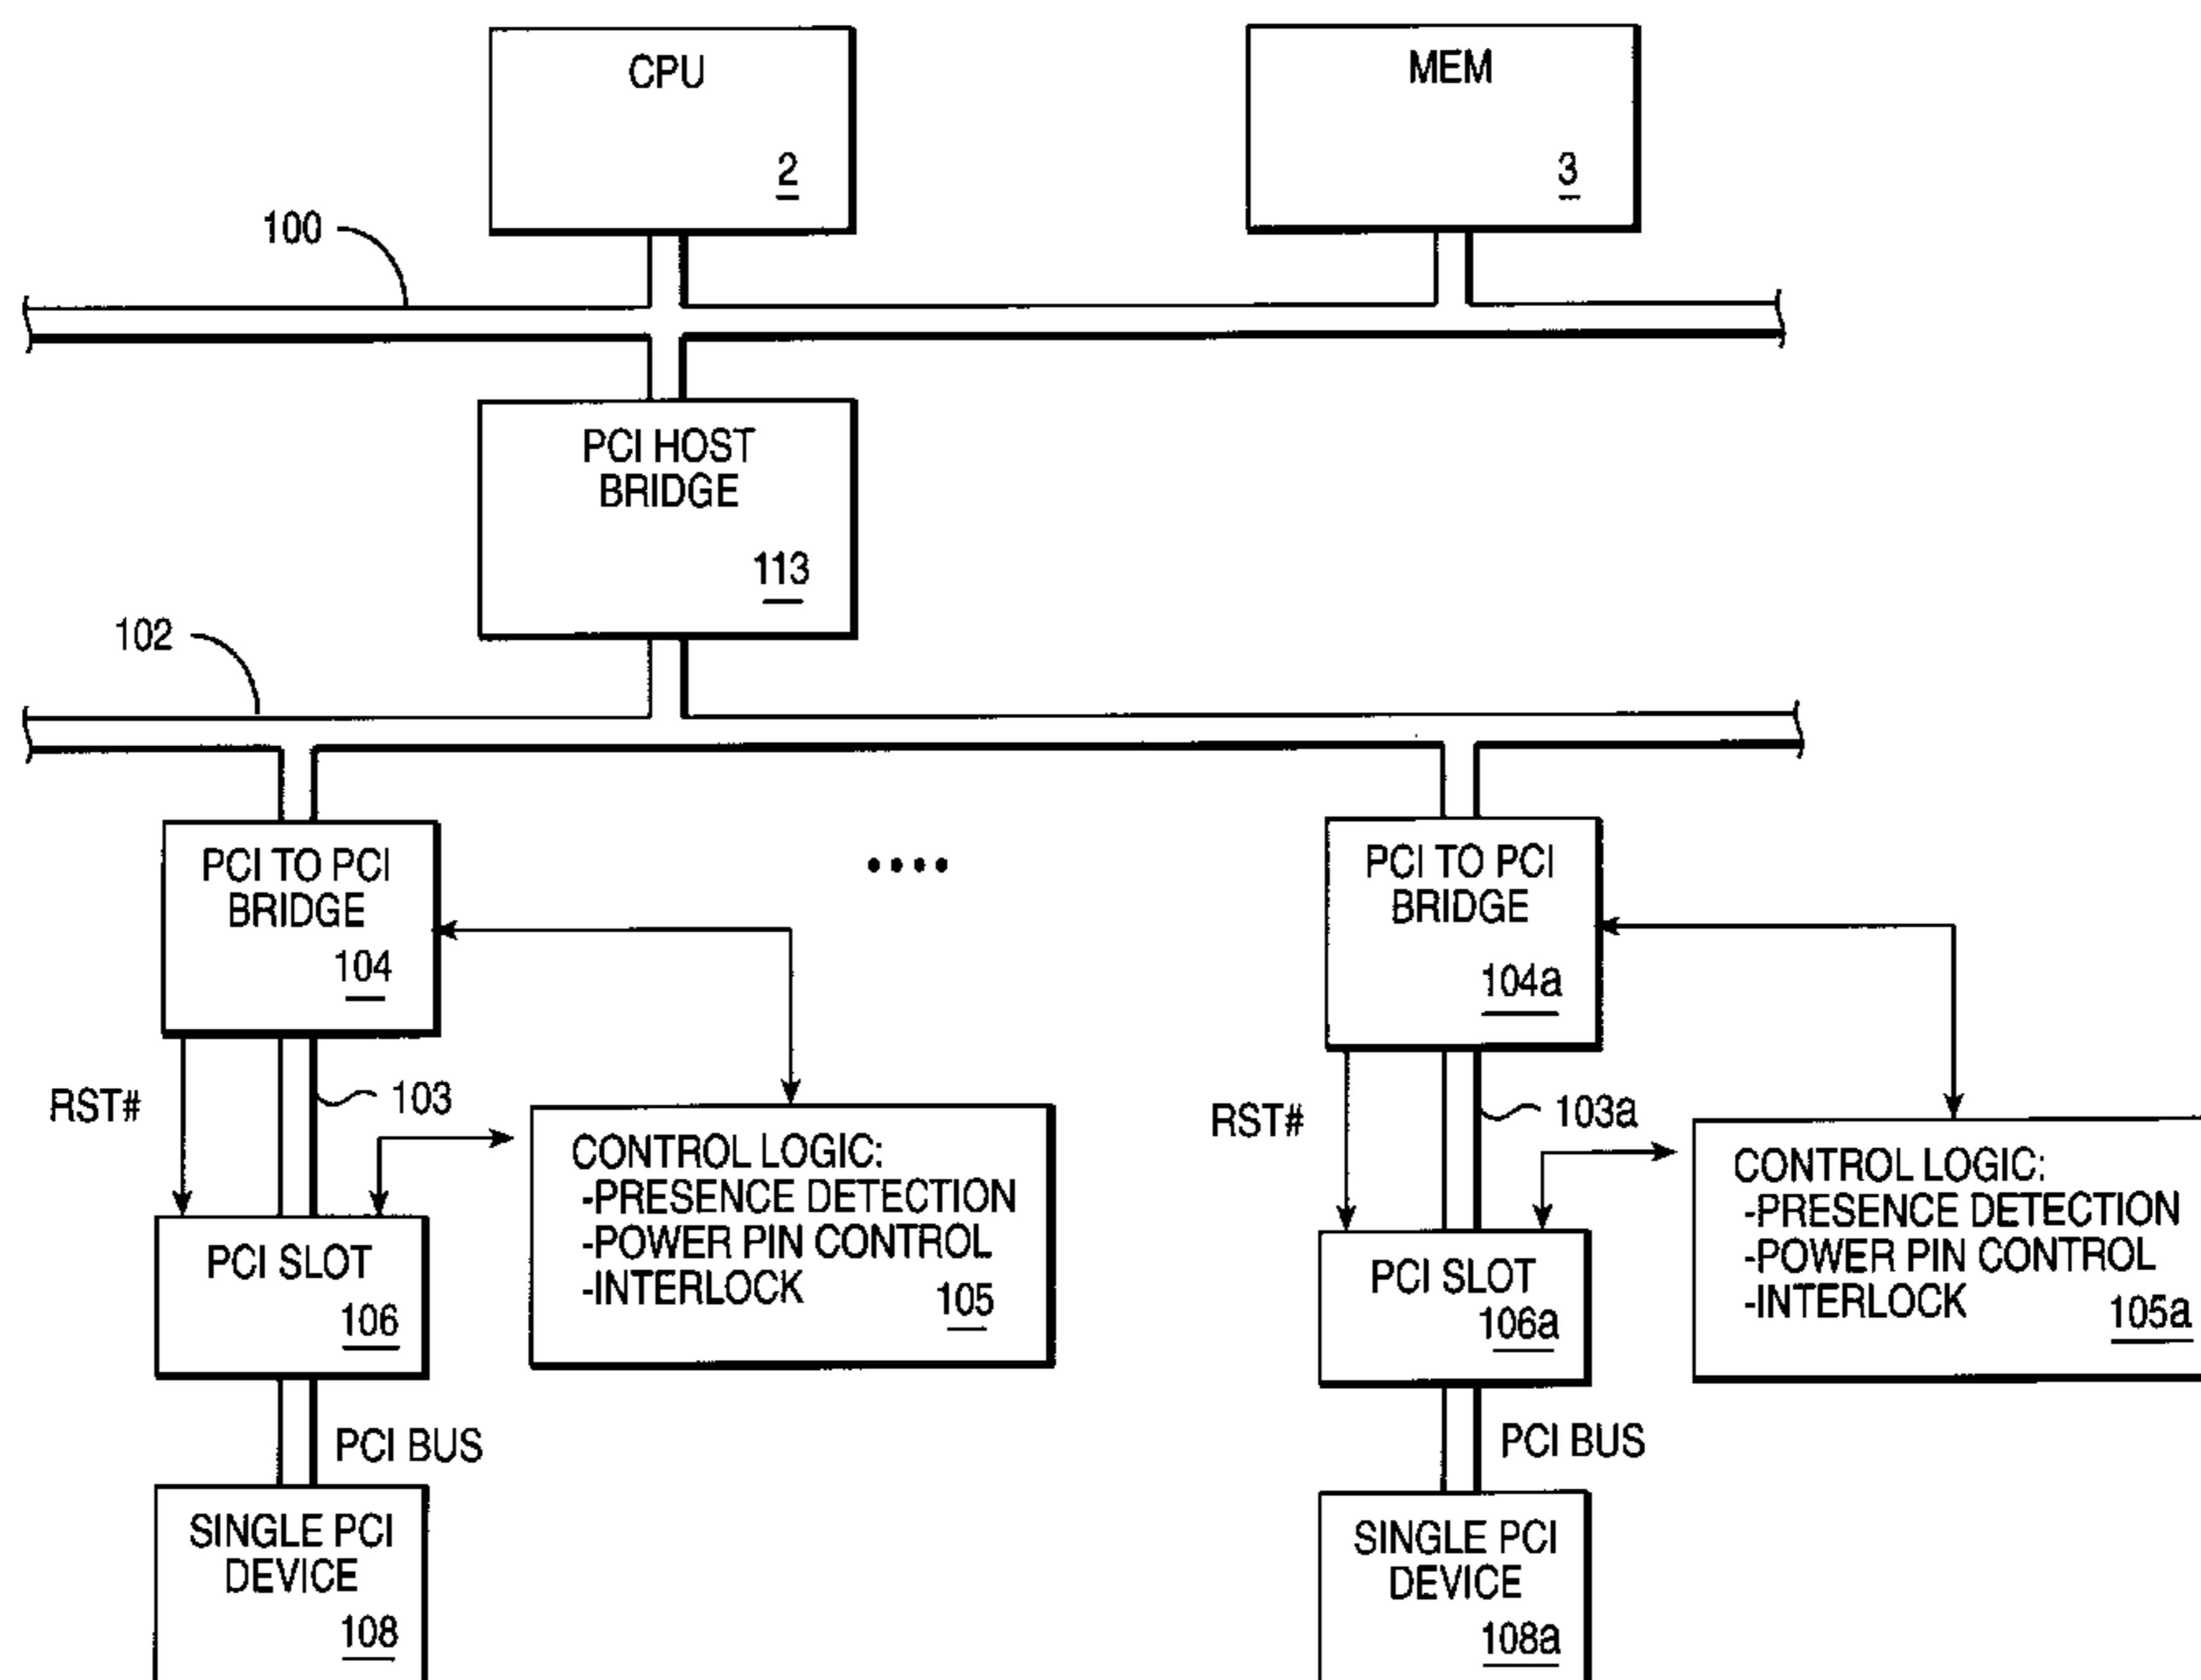 CPU
2
MEM
3
100
PCI HOST
BRIDGE
113
102
PCI TO PCI
BRIDGE
104
PCI TO PCI
BRIDGE
104a
RST#
103
CONTROL LOGIC:
-PRESENCE DETECTION
-POWER PIN CONTROL
-INTERLOCK
105
RST#
103a
CONTROL LOGIC:
-PRESENCE DETECTION
-POWER PIN CONTROL
-INTERLOCK
105a
PCI SLOT
106
PCI SLOT
106a
PCI BUS
PCI BUS
SINGLE PCI
DEVICE
108
SINGLE PCI
DEVICE
108a